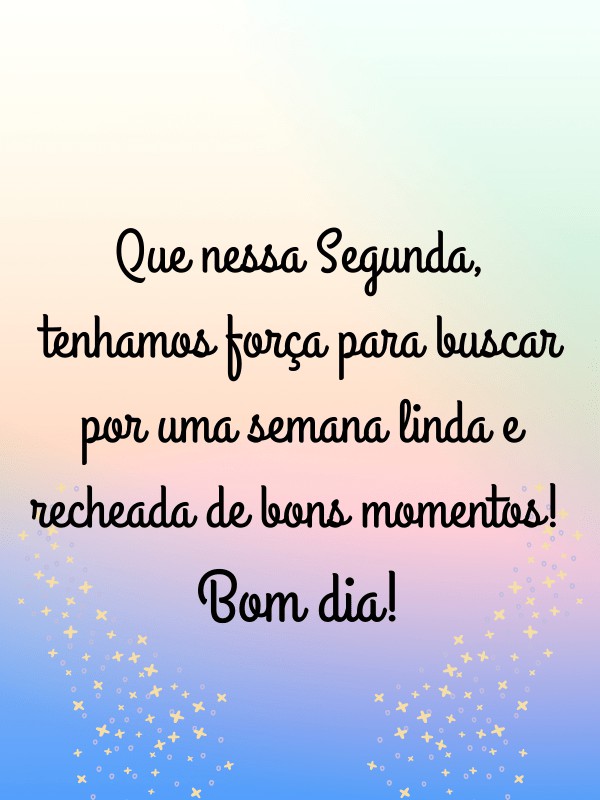 Que nessa Segunda,
tenhamos força para buscar
por uma semana linda e
recheada de bons momentos!
Bom dia!